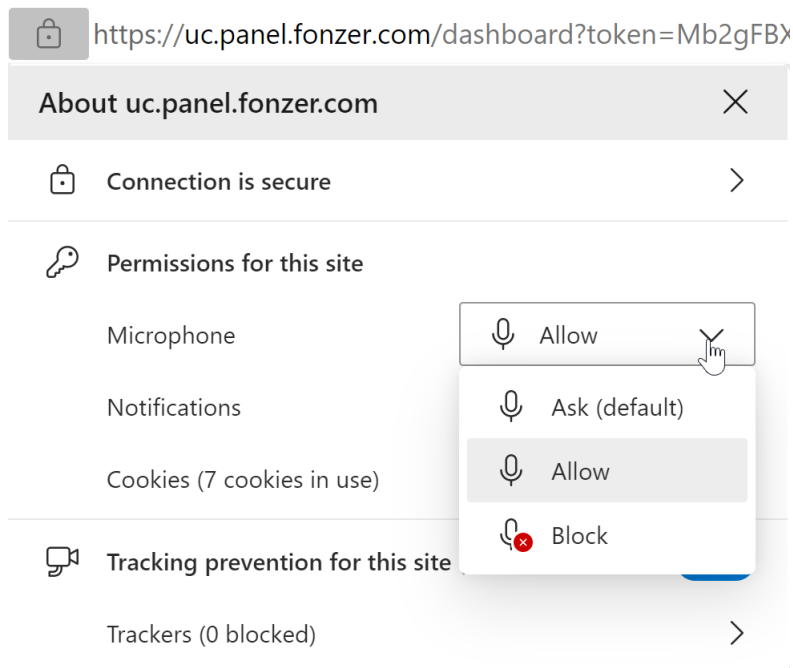 https://uc.panel.fonzer.com/dashboard?token=Mb2gFBX
About uc.panel.fonzer.com
Connection is secure
Permissions for this site
Microphone
Allow
Notifications
Ask (default)
Allow
Cookies (7 cookies in use)
Block
Tracking prevention for this site
Trackers (0 blocked)